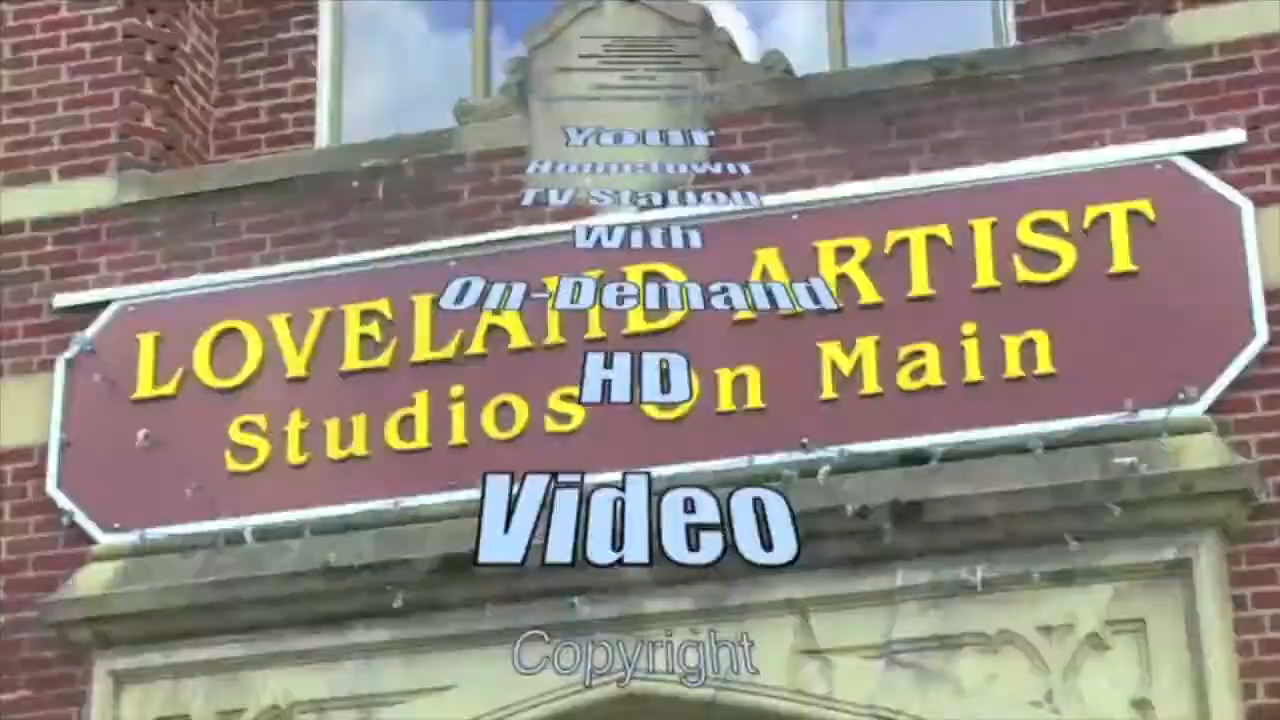 Your
Hometown
TV Station
With
On-Demand
HD
Video
LOVELAND ARTIST
Studios On Main
Copyright